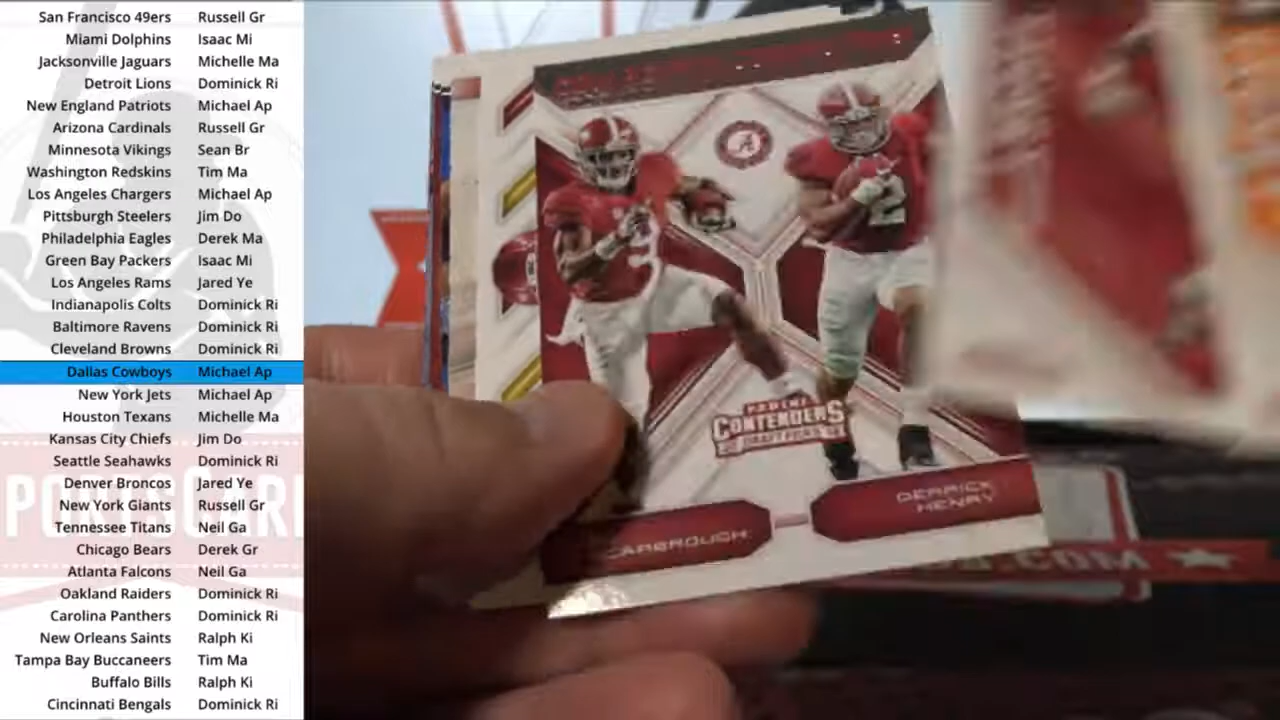 San Francisco 49ers Russell Gr
Miami Dolphins Isaac Mi
Jacksonville Jaguars Michelle Ma
Detroit Lions Dominick Ri
New England Patriots Michael Ap
Arizona Cardinals Russell Gr
Minnesota Vikings Sean Br
Washington Redskins Tim Ma
Los Angeles Chargers Michael Ap
Pittsburgh Steelers Jim Do
Philadelphia Eagles Derek Ma
Green Bay Packers Isaac Mi
Los Angeles Rams Jared Ye
Indianapolis Colts Dominick Ri
Baltimore Ravens Dominick Ri
Cleveland Browns Dominick Ri
Dallas Cowboys Michael Ap
New York Jets Michael Ap
Houston Texans Michelle Ma
Kansas City Chiefs Jim Do
Seattle Seahawks Dominick Ri
Denver Broncos Jared Ye
New York Giants Russell Gr
Tennessee Titans Neil Ga
Chicago Bears Derek Gr
Atlanta Falcons Neil Ga
Oakland Raiders Dominick Ri
Carolina Panthers Dominick Ri
New Orleans Saints Ralph Ki
Tampa Bay Buccaneers Tim Ma
Buffalo Bills Ralph Ki
Cincinnati Bengals Dominick Ri
A
9
2
PANINI
CONTENDERS
DRAFT PICKS
CARBROUGH
DERRICK
HENRY
.COM